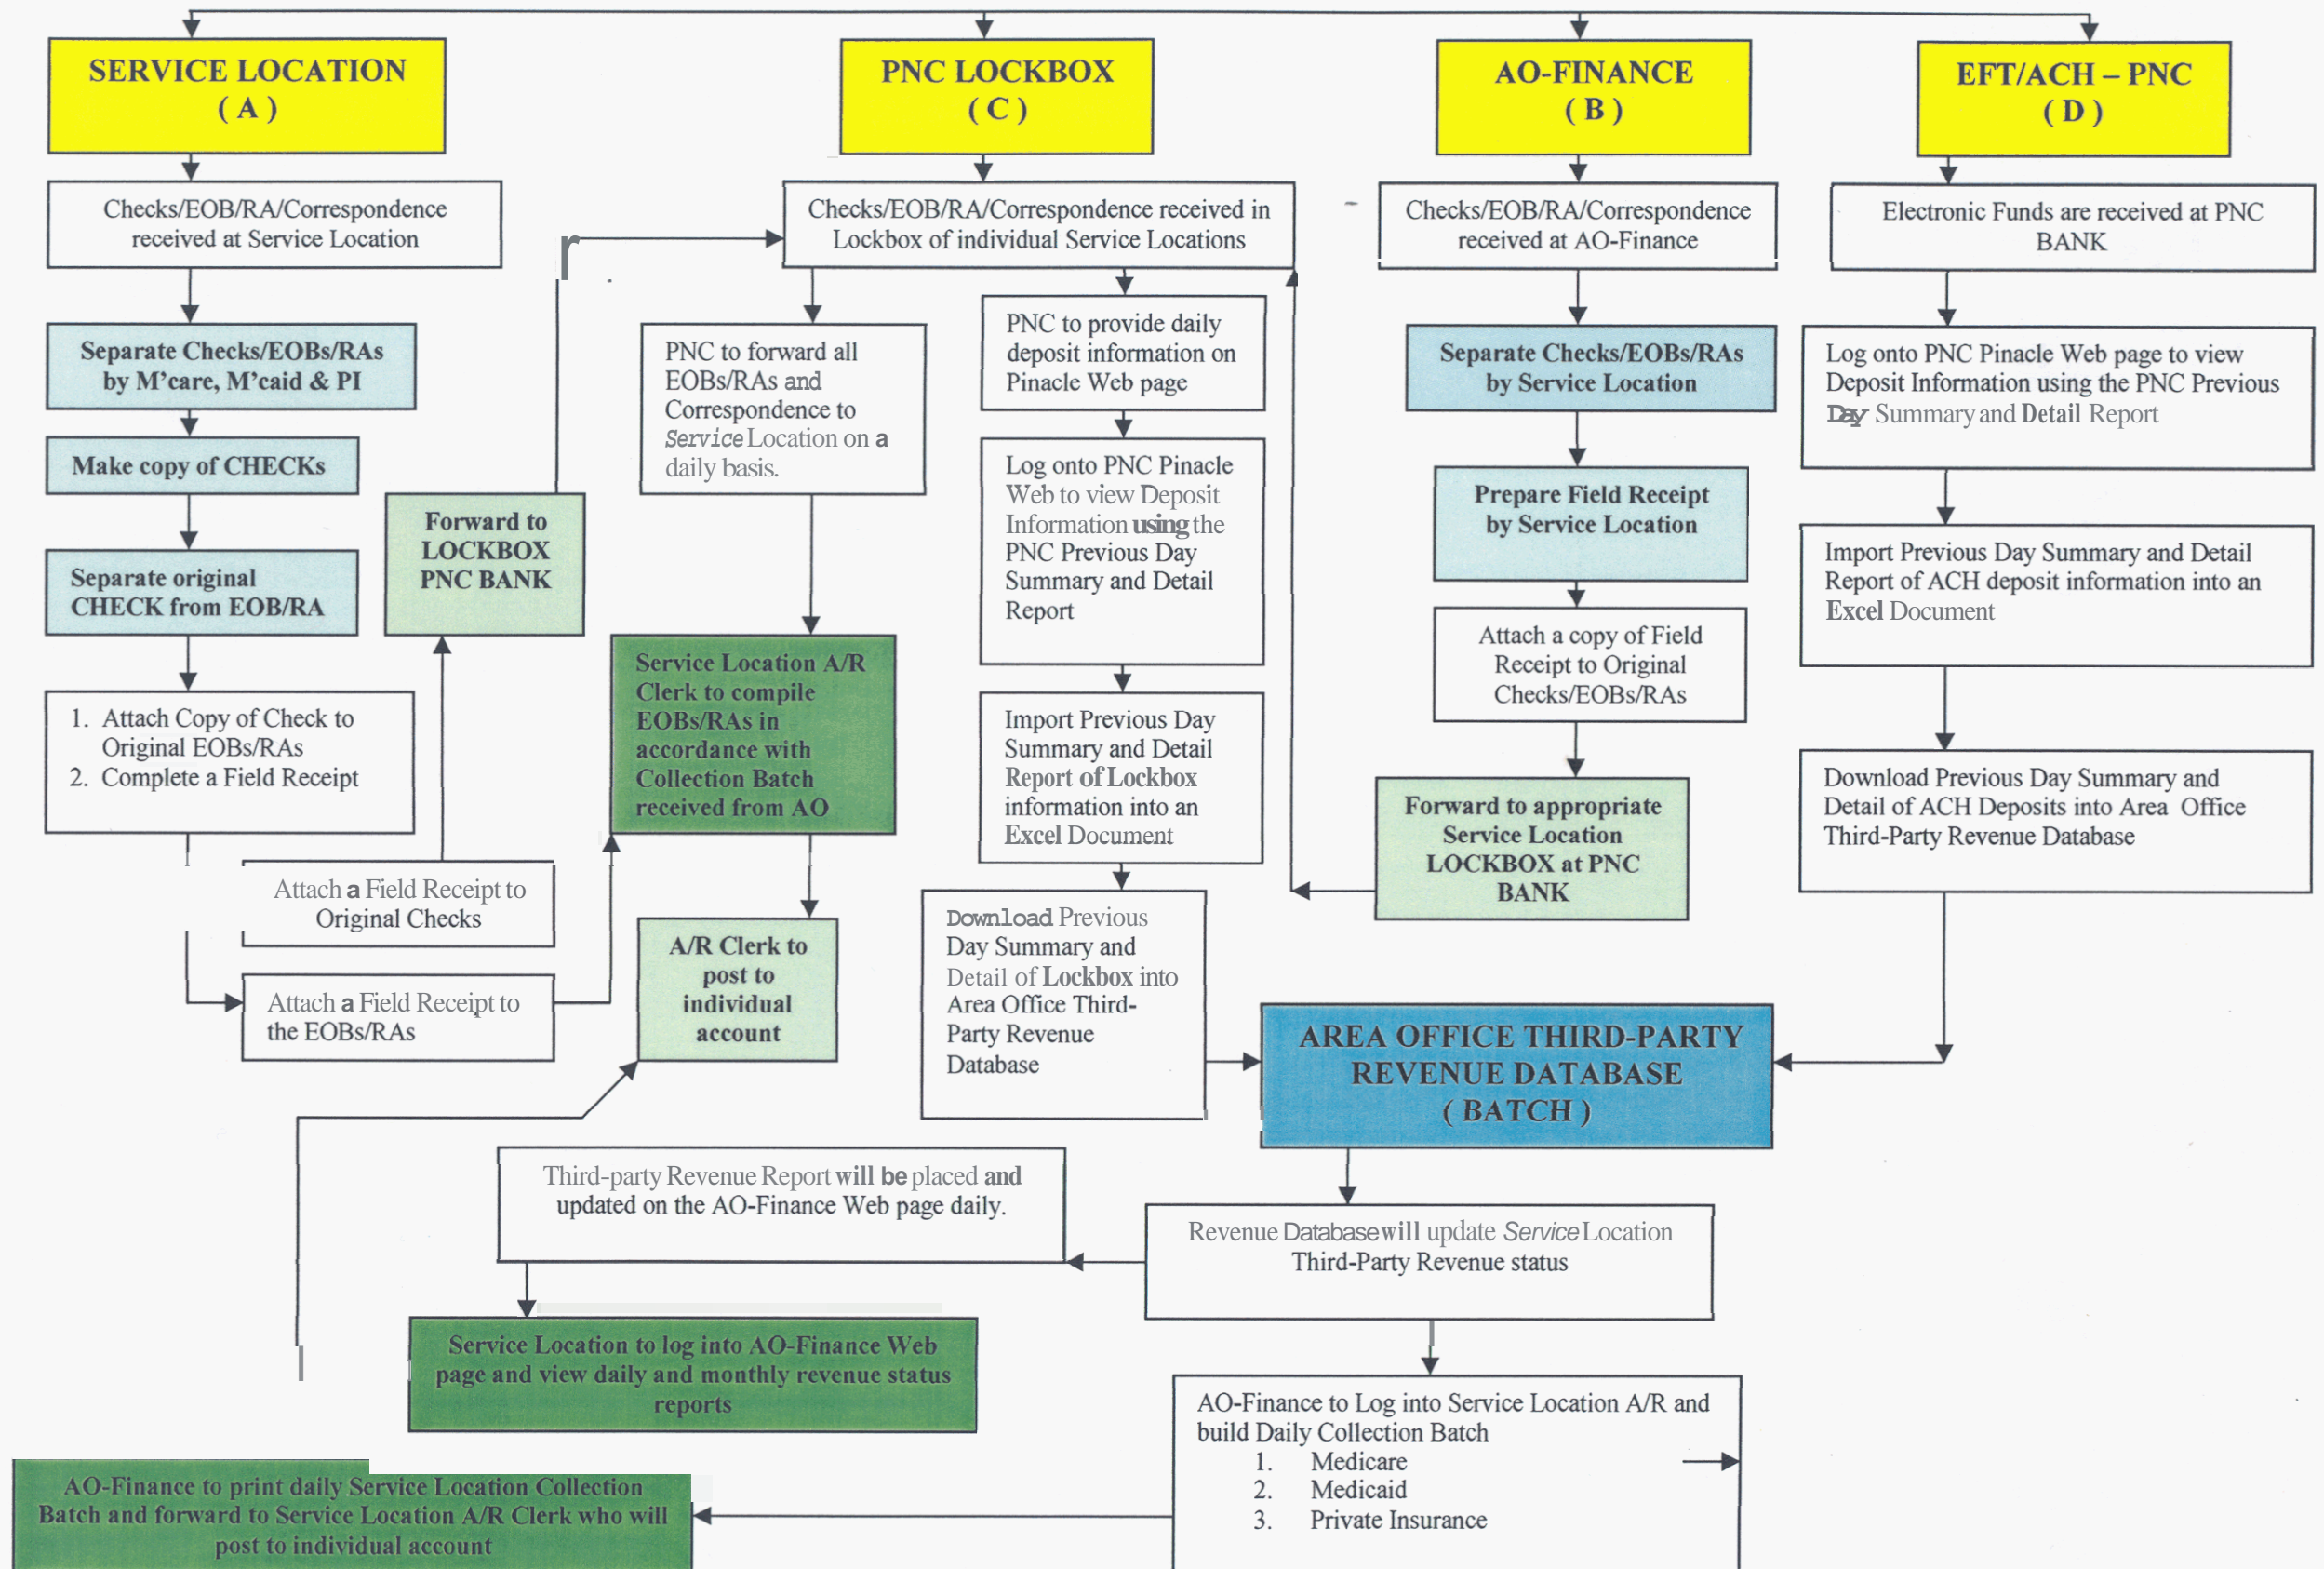 SERVICE LOCATION
( A )
PNC LOCKBOX
( C )
AO-FINANCE
( B )
EFT/ACH – PNC
( D )
Checks/EOB/RA/Correspondence
received at Service Location
Checks/EOB/RA/Correspondence received in
Lockbox of individual Service Locations
Checks/EOB/RA/Correspondence
received at AO-Finance
Electronic Funds are received at PNC
BANK
Separate Checks/EOBs/RAs
by M'care, M'caid & PI
Make copy of CHECKs
Separate original
CHECK from EOB/RA
1. Attach Copy of Check to
Original EOBs/RAs
2. Complete a Field Receipt
Attach a Field Receipt to
Original Checks
Attach a Field Receipt to
the EOBs/RAs
Forward to
LOCKBOX
PNC BANK
PNC to forward all
EOBs/RAs and
Correspondence to
Service Location on a
daily basis.
Service Location A/R
Clerk to compile
EOBs/RAs in
accordance with
Collection Batch
received from AO
A/R Clerk to
post to
individual
account
PNC to provide daily
deposit information on
Pinacle Web page
Log onto PNC Pinacle
Web to view Deposit
Information using the
PNC Previous Day
Summary and Detail
Report
Import Previous Day
Summary and Detail
Report of Lockbox
information into an
Excel Document
Download Previous
Day Summary and
Detail of Lockbox into
Area Office Third-
Party Revenue
Database
Separate Checks/EOBs/RAs
by Service Location
Prepare Field Receipt
by Service Location
Attach a copy of Field
Receipt to Original
Checks/EOBs/RAs
Forward to appropriate
Service Location
LOCKBOX at PNC
BANK
Log onto PNC Pinacle Web page to view
Deposit Information using the PNC Previous
Day Summary and Detail Report
Import Previous Day Summary and Detail
Report of ACH deposit information into an
Excel Document
Download Previous Day Summary and
Detail of ACH Deposits into Area Office
Third-Party Revenue Database
AREA OFFICE THIRD-PARTY
REVENUE DATABASE
( BATCH )
Third-party Revenue Report will be placed and
updated on the AO-Finance Web page daily.
Revenue Database will update Service Location
Third-Party Revenue status
Service Location to log into AO-Finance Web
page and view daily and monthly revenue status
reports
AO-Finance to Log into Service Location A/R and
build Daily Collection Batch
1. Medicare
2. Medicaid
3. Private Insurance
AO-Finance to print daily Service Location Collection
Batch and forward to Service Location A/R Clerk who will
post to individual account